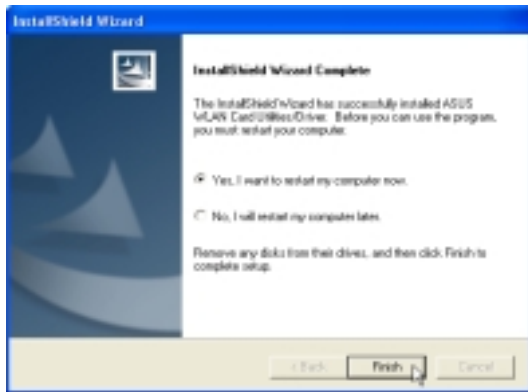 InstallShield Wizard
InstallShield Wizard Complete
The InstallShield Wizard has successfully installed ASUS
WLAN Card Utilities/Driver. Before you can use the program,
you must restart your computer.
Yes, I want to restart my computer now.
No, I will restart my computer later.
Remove any disks from their drives, and then click Finish to
complete setup.
< Back
Finish
Cancel